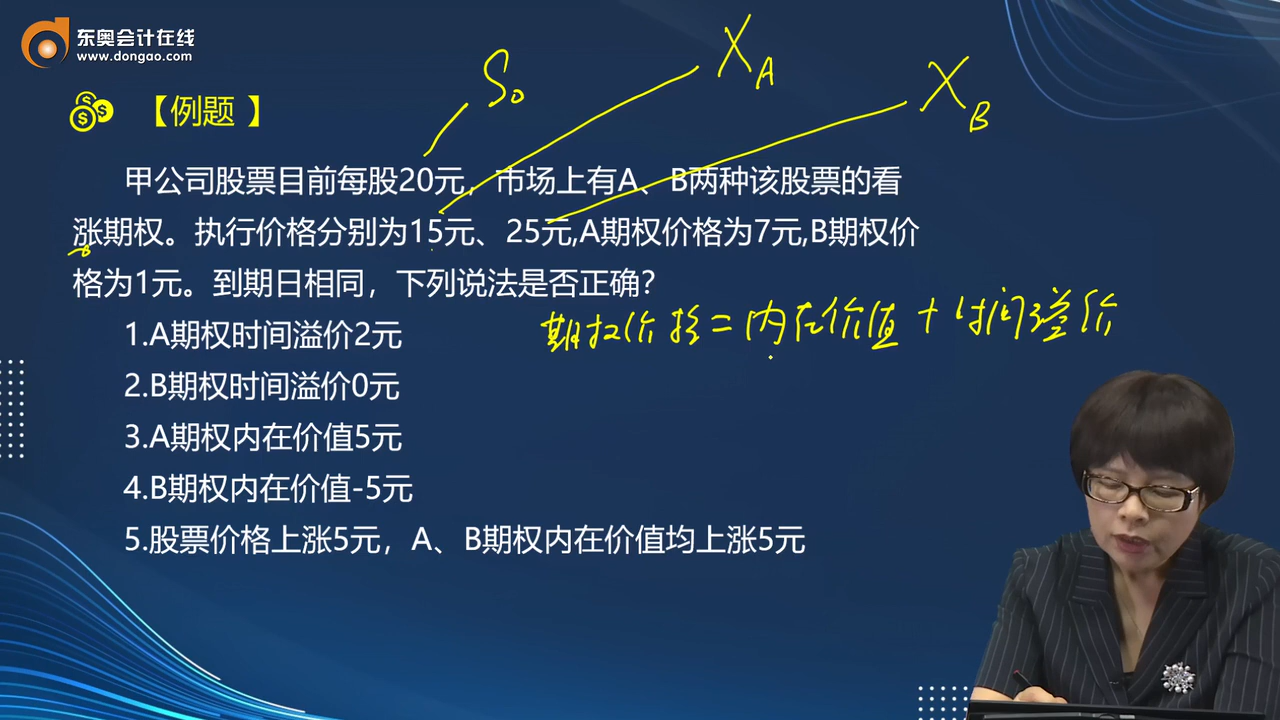 东奥会计在线
www.dongao.com
S₀
X_A
X_B
【例题】
甲公司股票目前每股20元，市场上有A、B两种该股票的看
涨期权。执行价格分别为15元、25元,A期权价格为7元,B期权价
格为1元。到期日相同，下列说法是否正确？
期权价格=内在价值+时间溢价
1.A期权时间溢价2元
2.B期权时间溢价0元
3.A期权内在价值5元
4.B期权内在价值-5元
5.股票价格上涨5元，A、B期权内在价值均上涨5元